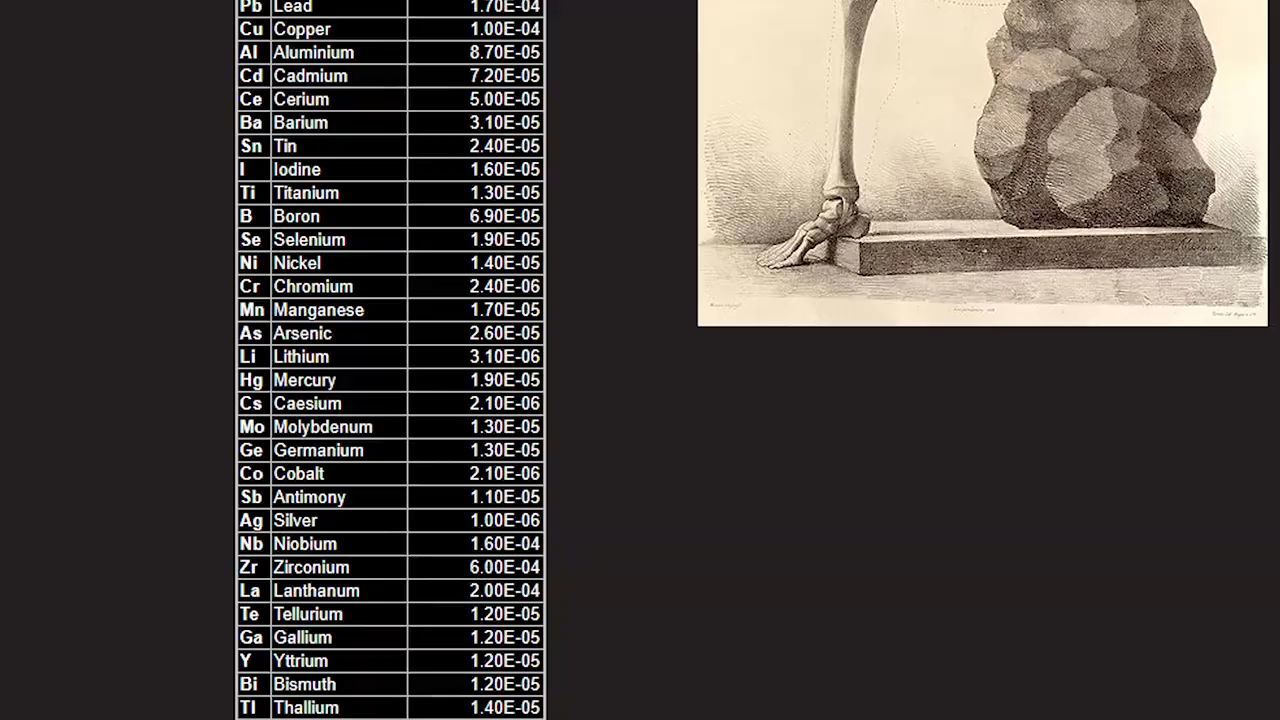 Pb Lead 1.70E-04
Cu Copper 1.00E-04
Al Aluminium 8.70E-05
Cd Cadmium 7.20E-05
Ce Cerium 5.00E-05
Ba Barium 3.10E-05
Sn Tin 2.40E-05
I Iodine 1.60E-05
Ti Titanium 1.30E-05
B Boron 6.90E-05
Se Selenium 1.90E-05
Ni Nickel 1.40E-05
Cr Chromium 2.40E-06
Mn Manganese 1.70E-05
As Arsenic 2.60E-05
Li Lithium 3.10E-06
Hg Mercury 1.90E-05
Cs Caesium 2.10E-06
Mo Molybdenum 1.30E-05
Ge Germanium 1.30E-05
Co Cobalt 2.10E-06
Sb Antimony 1.10E-05
Ag Silver 1.00E-06
Nb Niobium 1.60E-04
Zr Zirconium 6.00E-04
La Lanthanum 2.00E-04
Te Tellurium 1.20E-05
Ga Gallium 1.20E-05
Y Yttrium 1.20E-05
Bi Bismuth 1.20E-05
Tl Thallium 1.40E-05